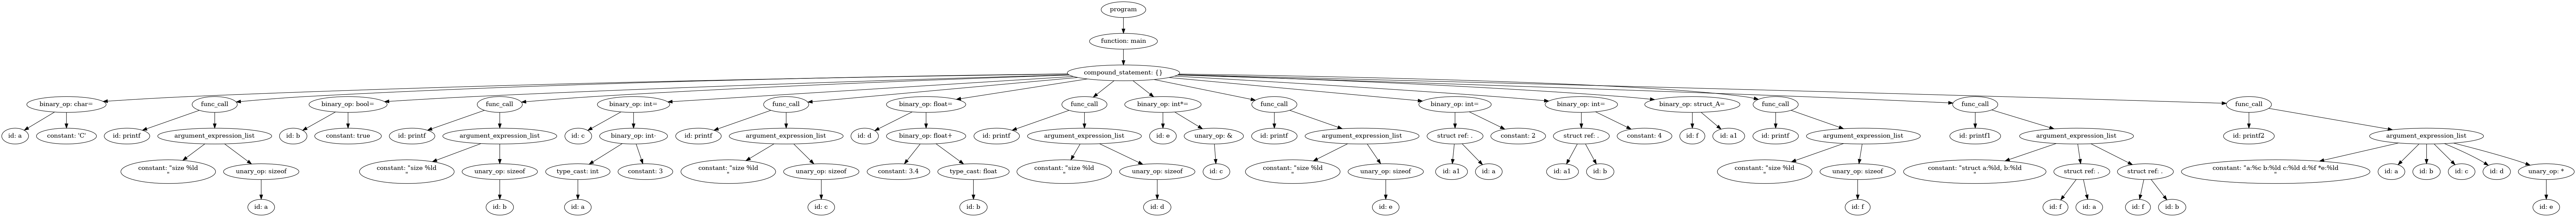 program
function: main
compound_statement: {}
binary_op: char= func_call binary_op: bool= func_call binary_op: int= func_call binary_op: float= func_call binary_op: int*= func_call binary_op: int= binary_op: int= binary_op: struct_A= func_call func_call func_call
id: a constant: 'C' id: printf argument_expression_list id: b constant: true id: printf argument_expression_list id: c binary_op: int- id: printf argument_expression_list id: d binary_op: float+ id: printf argument_expression_list id: e unary_op: & id: printf argument_expression_list struct ref: . constant: 2 struct ref: . constant: 4 id: f id: a1 id: printf argument_expression_list id: printf1 argument_expression_list id: printf2 argument_expression_list
constant: "size %ld
" unary_op: sizeof constant: "size %ld
" unary_op: sizeof type_cast: int constant: 3 constant: "size %ld
" unary_op: sizeof constant: 3.4 type_cast: float constant: "size %ld
" unary_op: sizeof id: c constant: "size %ld
" unary_op: sizeof id: a1 id: a id: a1 id: b constant: "size %ld
" unary_op: sizeof constant: "struct a:%ld, b:%ld
" struct ref: . struct ref: . constant: "a:%c b:%ld c:%ld d:%f *e:%ld
" id: a id: b id: c id: d unary_op: *
id: a id: b id: a id: c id: b id: d id: e id: f id: f id: a id: f id: b id: e